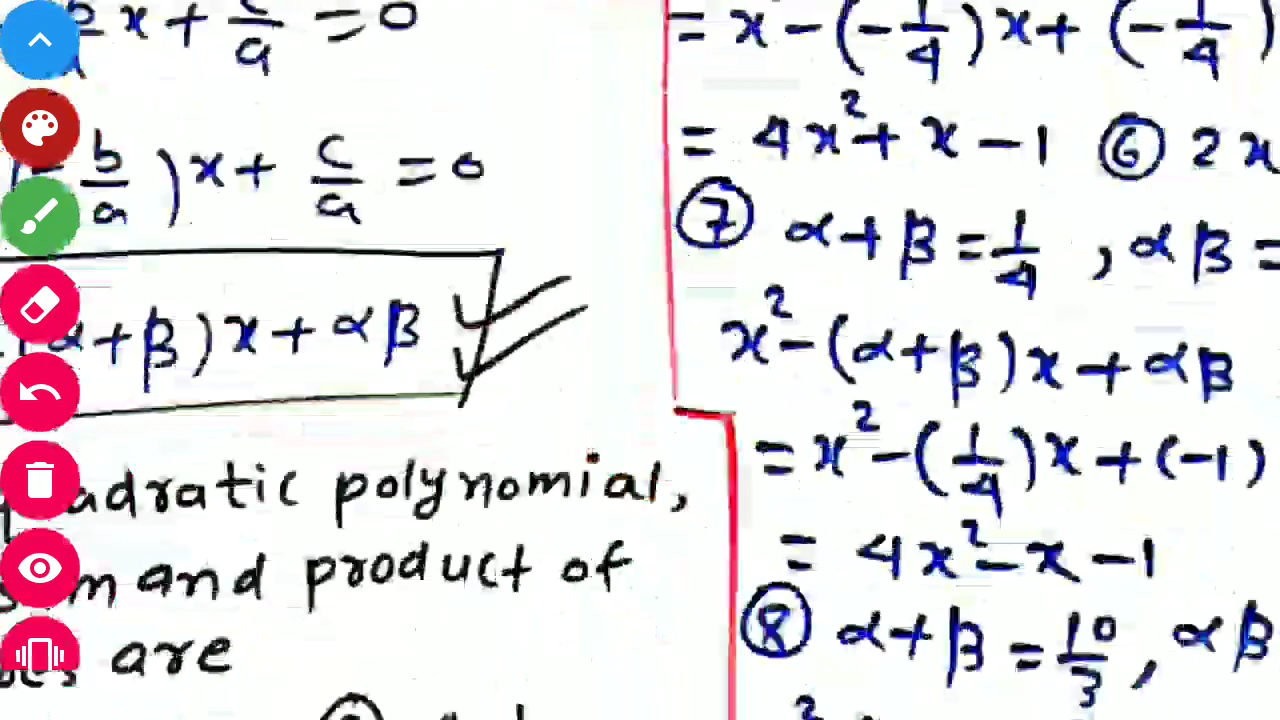 x + c/a = 0
- b/a ) x + c/a = 0
(α + β) x + αβ
adratic polynomial,
m and product of
are
= x - (-1/4) x + (-1/4)
= 4x² + x - 1 ⑥ 2x
⑦ α + β = 1/4 , αβ =
x² - (α + β) x + αβ
= x² - (1/4) x + (-1)
= 4x² - x - 1
⑧ α + β = 10/3 , αβ